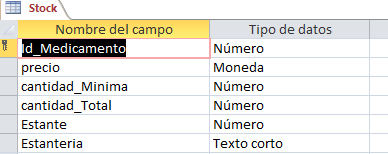 Stock
Nombre del campo Tipo de datos
Id_Medicamento Número
precio Moneda
cantidad_Minima Número
cantidad_Total Número
Estante Número
Estanteria Texto corto